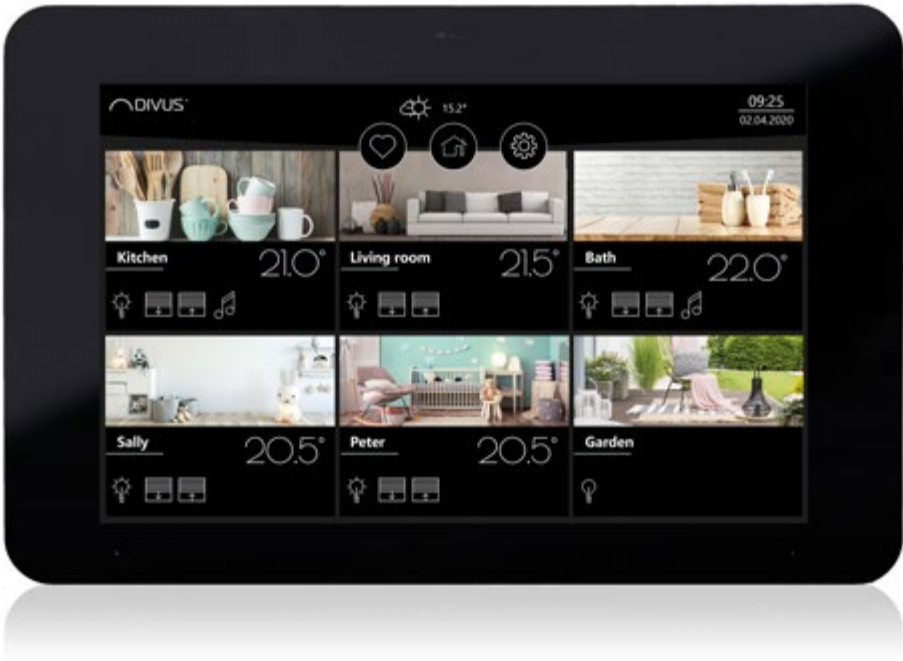 DIVUS
15.2°
09:25
02.04.2020
Kitchen
21.0°
Living room
21.5°
Bath
22.0°
Sally
20.5°
Peter
20.5°
Garden